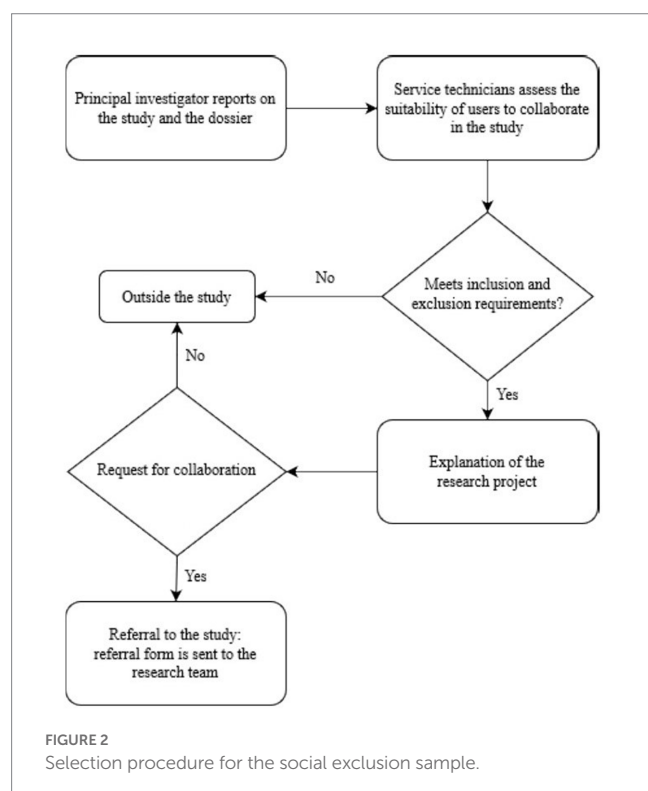 Principal investigator reports on
the study and the dossier
Service technicians assess the
suitability of users to collaborate
in the study
Meets inclusion and
exclusion requirements?
No
Outside the study
Yes
No
Explanation of the
research project
Request for collaboration
Yes
Referral to the study:
referral form is sent to the
research team
FIGURE 2
Selection procedure for the social exclusion sample.